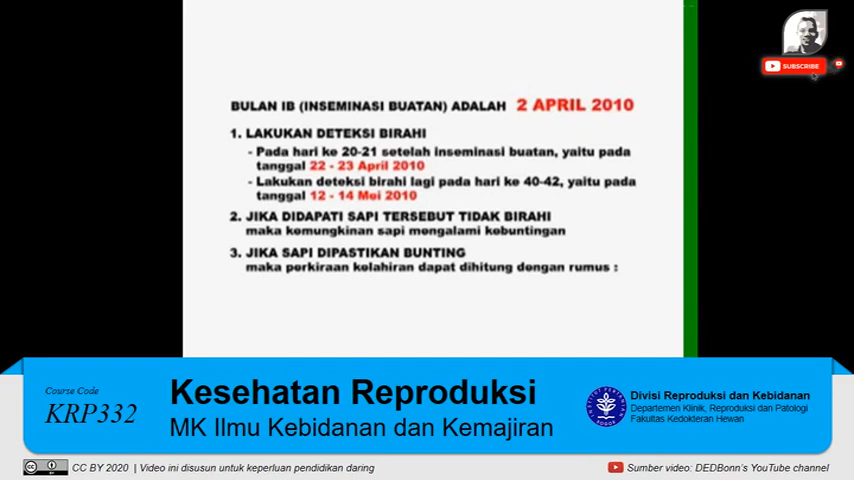 SUBSCRIBE
BULAN IB (INSEMINASI BUATAN) ADALAH 2 APRIL 2010
1. LAKUKAN DETEKSI BIRAHI
- Pada hari ke 20-21 setelah inseminasi buatan, yaitu pada
tanggal 22 - 23 April 2010
- Lakukan deteksi birahi lagi pada hari ke 40-42, yaitu pada
tanggal 12 - 14 Mei 2010
2. JIKA DIDAPATI SAPI TERSEBUT TIDAK BIRAHI
maka kemungkinan sapi mengalami kebuntingan
3. JIKA SAPI DIPASTIKAN BUNTING
maka perkiraan kelahiran dapat dihitung dengan rumus :
Course Code
KRP332
Kesehatan Reproduksi
MK Ilmu Kebidanan dan Kemajiran
INSTITUT PERTANIAN
BOGOR
Divisi Reproduksi dan Kebidanan
Departemen Klinik, Reproduksi dan Patologi
Fakultas Kedokteran Hewan
CC BY 2020 | Video ini disusun untuk keperluan pendidikan daring
Sumber video: DEDBonn's YouTube channel